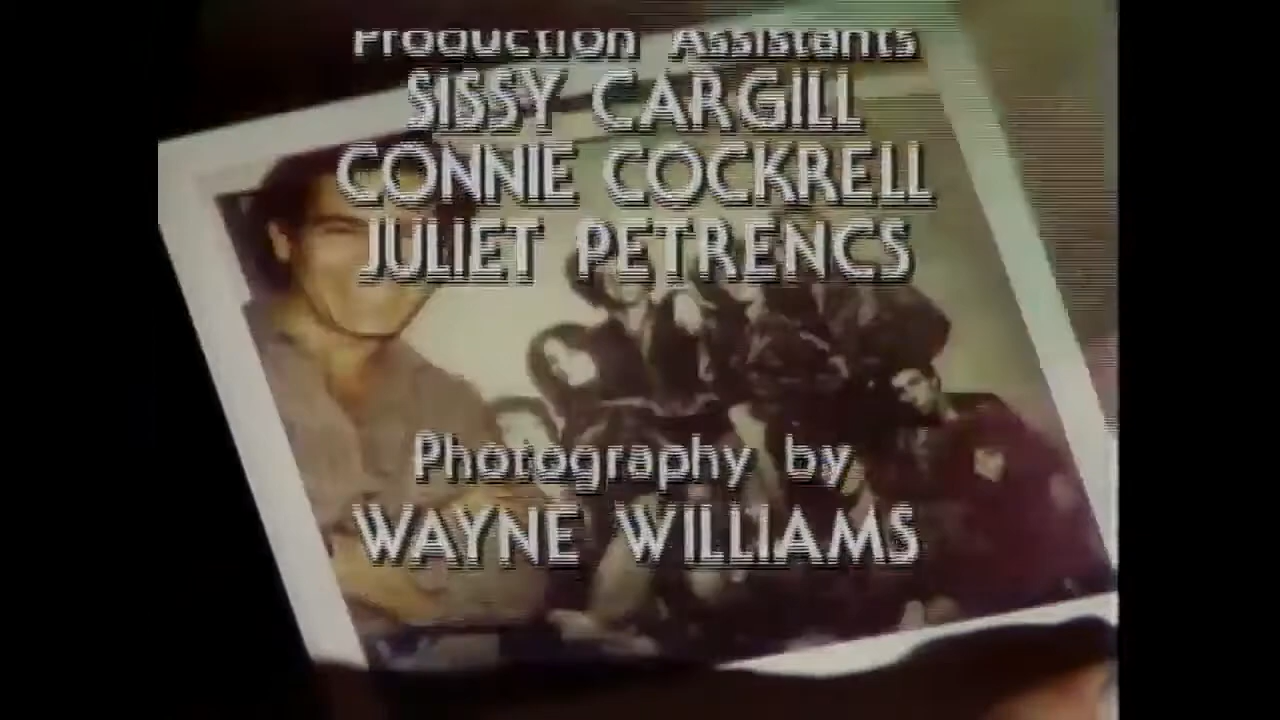 Production Assistants
SISSY CARGILL
CONNIE COCKRELL
JULIET PETRENCS
Photography by
WAYNE WILLIAMS